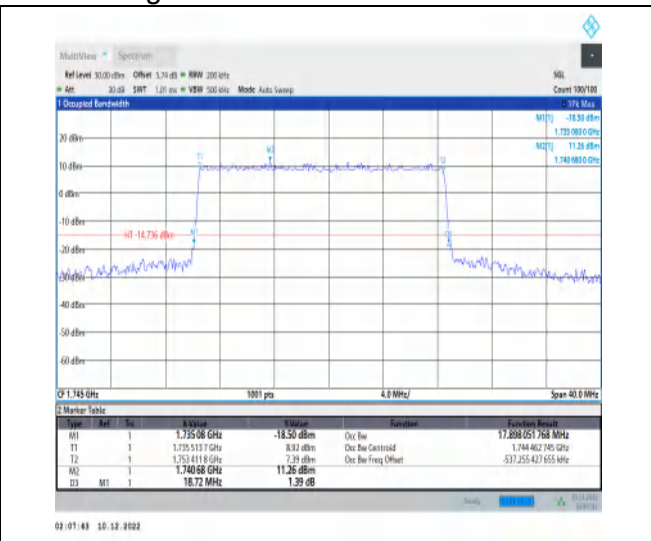 MultiView Spectrum
Ref Level 30.00 dBm Offset 5.74 dB RBW 200 kHz SGL
Att 30 dB SWT 1.01 ms VBW 500 kHz Mode Auto Sweep Count 100/100
1 Occupied Bandwidth 1Pk Max
M1[1] -18.50 dBm
1.735 080 0 GHz
20 dBm M2[1] 11.26 dBm
1.740 680 0 GHz
T1 M2 T2
10 dBm
0 dBm
-10 dBm
H1 -14.736 dBm M1
-20 dBm
-30 dBm
-40 dBm
-50 dBm
-60 dBm
CF 1.745 GHz 1001 pts 4.0 MHz/ Span 40.0 MHz
2 Marker Table
Type Ref Trc X-Value Y-Value Function Function Result
M1 1 1.735 08 GHz -18.50 dBm Occ Bw 17.898 051 768 MHz
T1 1 1.735 513 7 GHz 8.92 dBm Occ Bw Centroid 1.744 462 745 GHz
T2 1 1.753 411 8 GHz 7.39 dBm Occ Bw Freq Offset -537.255 427 655 kHz
M2 1 1.740 68 GHz 11.26 dBm
D3 M1 1 18.72 MHz 1.39 dB
Ready
02:07:43 10.12.2022